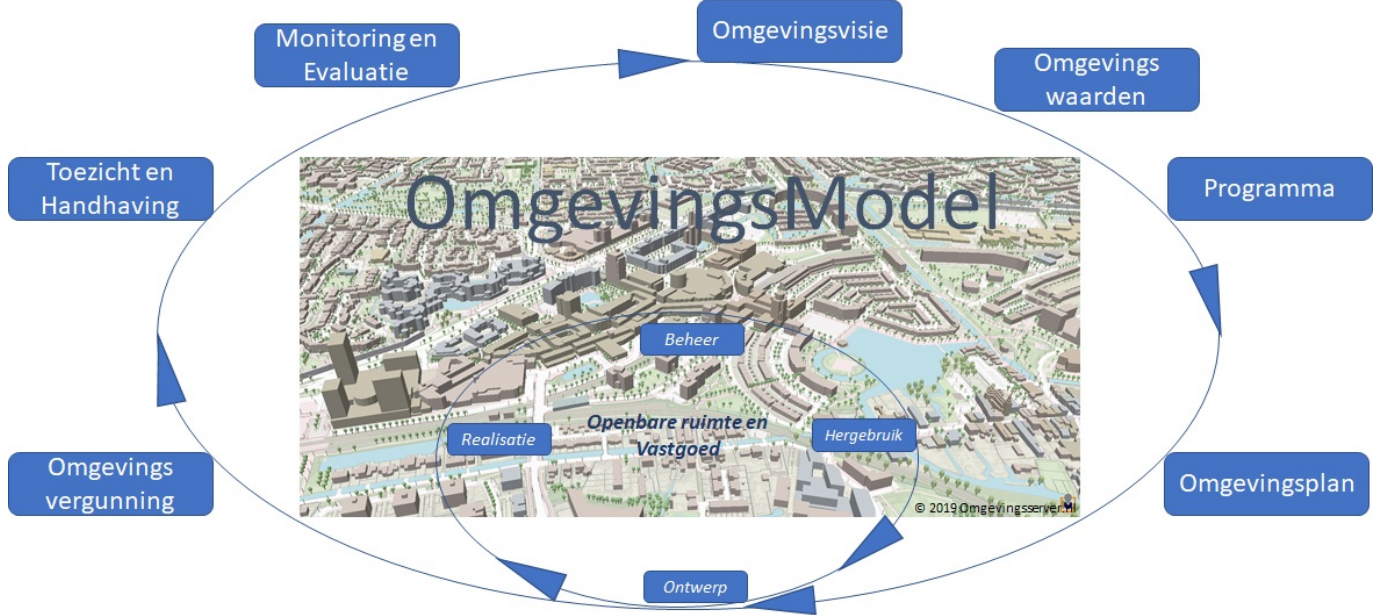 Omgevingsvisie
Monitoring en
Evaluatie
Omgevings
waarden
Toezicht en
Handhaving
Programma
OmgevingsModel
Beheer
Realisatie
Openbare ruimte en
Vastgoed
Hergebruik
Omgevings
vergunning
Omgevingsplan
© 2019 Omgevingsserver.nl
Ontwerp